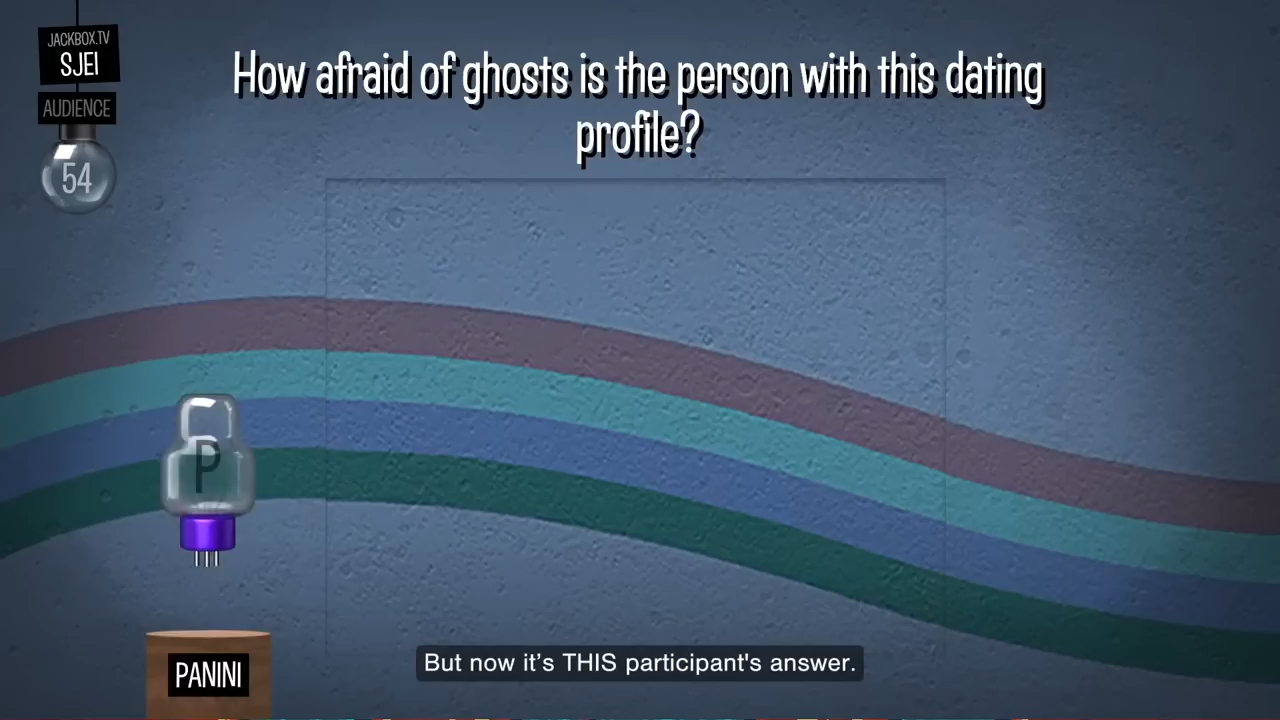 JACKBOX.TV
SJEI
AUDIENCE
54
How afraid of ghosts is the person with this dating
profile?
P
PANINI
But now it’s THIS participant's answer.